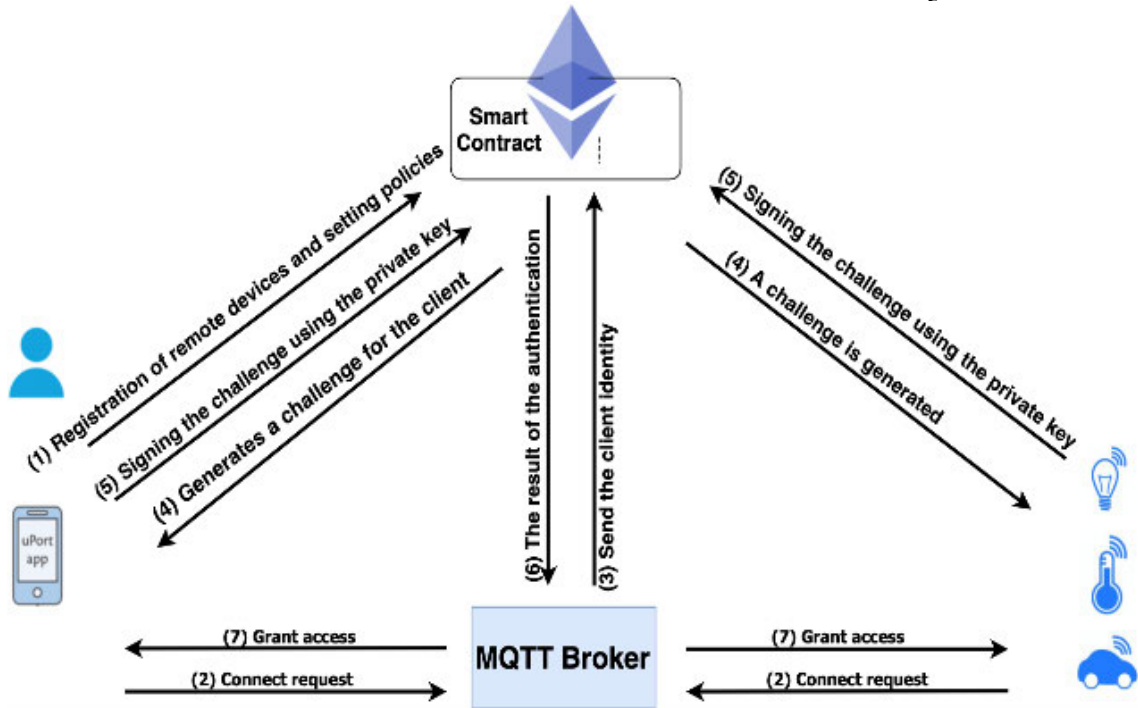 Smart
Contract
(1) Registration of remote devices and setting policies
(5) Signing the challenge using the private key
(4) Generates a challenge for the client
(6) The result of the authentication
(3) Send the client identity
(5) Signing the challenge using the private key
(4) A challenge is generated
uPort
app
(7) Grant access
(2) Connect request
MQTT Broker
(7) Grant access
(2) Connect request